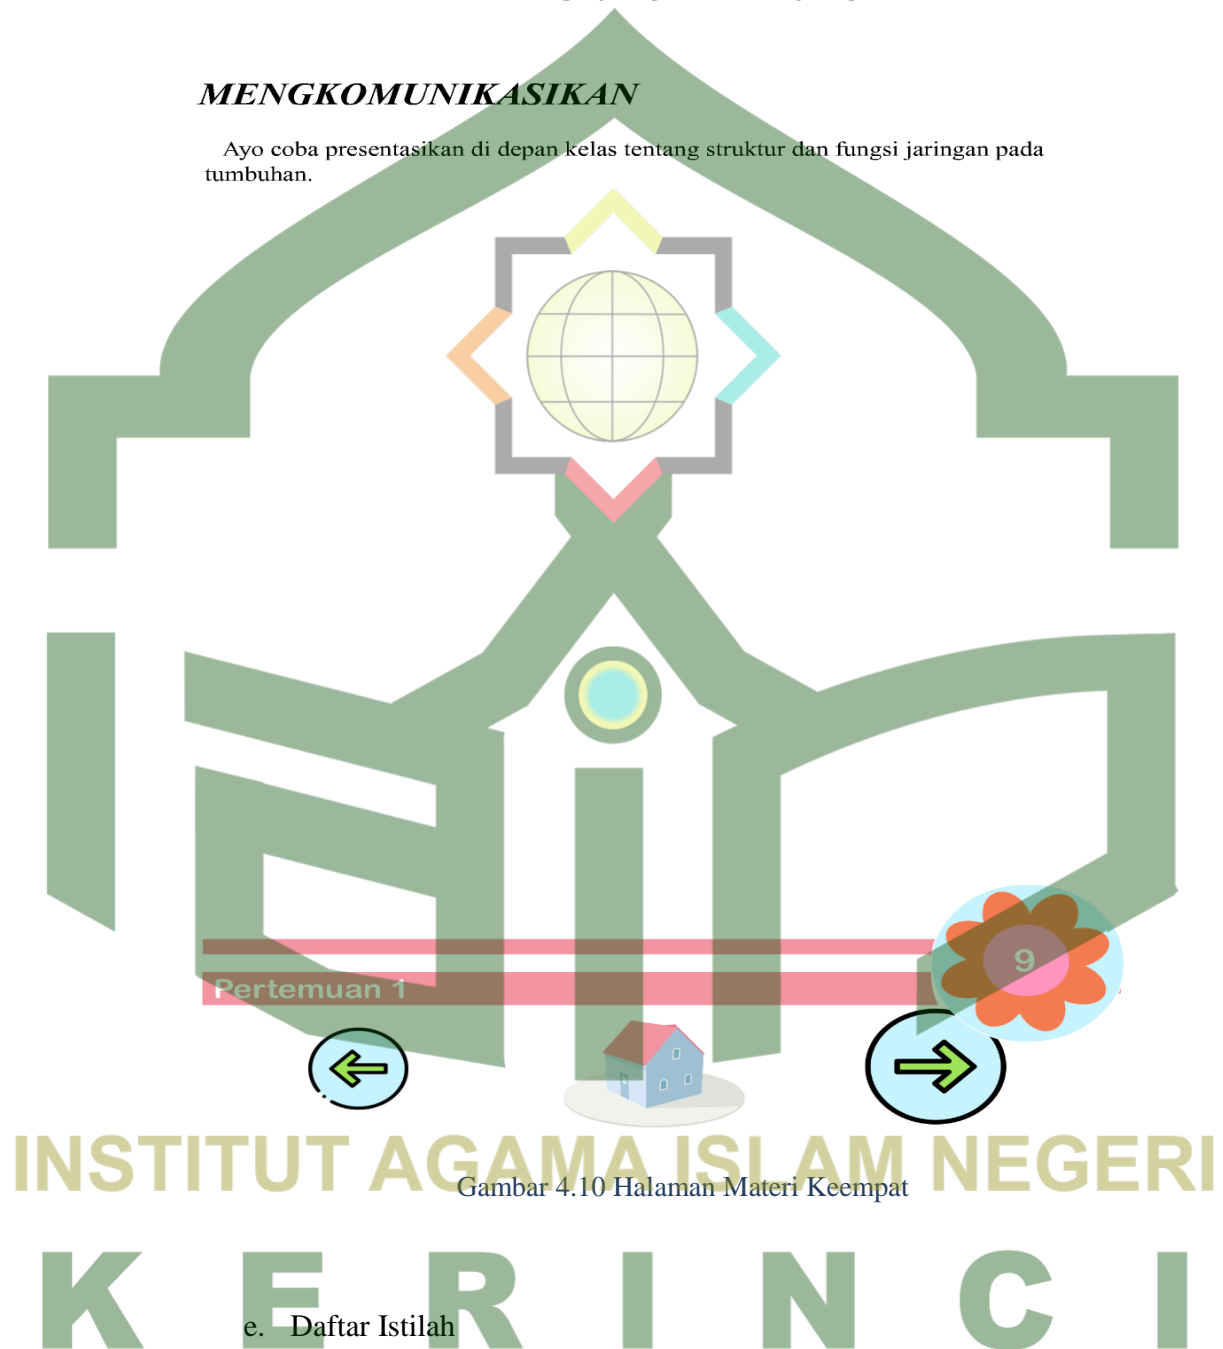 MENGKOMUNIKASIKAN
Ayo coba presentasikan di depan kelas tentang struktur dan fungsi jaringan pada
tumbuhan.
9
Pertemuan 1
INSTITUT AGAMA ISLAM NEGERI
Gambar 4.10 Halaman Materi Keempat
KERINCI
e. Daftar Istilah